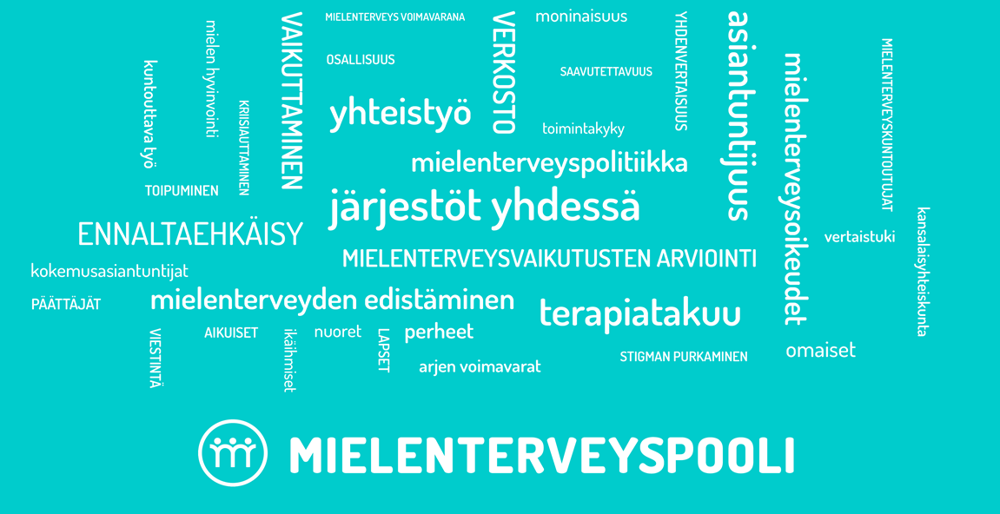 MIELENTERVEYS VOIMAVARANA
moninaisuus
VAIKUTTAMINEN
VERKOSTO
YHDENVERTAISUUS
asiantuntijuus
mielen hyvinvointi
MIELENTERVEYSKUNTOUTUJAT
OSALLISUUS
kuntouttava työ
SAAVUTETTAVUUS
mielenterveysoikeudet
KRIISIAUTTAMINEN
yhteistyö
toimintakyky
mielenterveyspolitiikka
TOIPUMINEN
järjestöt yhdessä
ENNALTAEHKÄISY
vertaistuki
kansalaisyhteiskunta
MIELENTERVEYSVAIKUTUSTEN ARVIOINTI
kokemusasiantuntijat
PÄÄTTÄJÄT
mielenterveyden edistäminen
terapiatakuu
VIESTINTÄ
AIKUISET
ikäihmiset
nuoret
LAPSET
perheet
omaiset
STIGMAN PURKAMINEN
arjen voimavarat
MIELENTERVEYSPOOLI